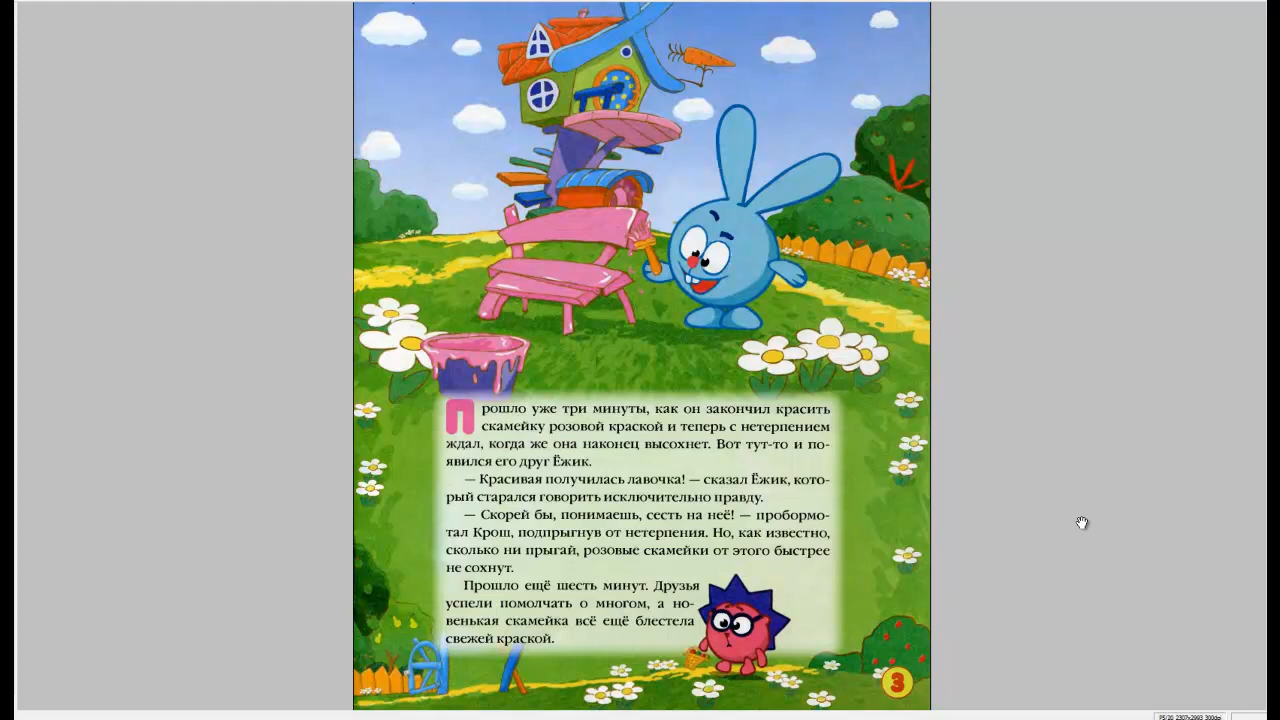 Прошло уже три минуты, как он закончил красить
скамейку розовой краской и теперь с нетерпением
ждал, когда же она наконец высохнет. Вот тут-то и по-
явился его друг Ёжик.
— Красивая получилась лавочка! — сказал Ёжик, кото-
рый старался говорить исключительно правду.
— Скорей бы, понимаешь, сесть на неё! — пробормо-
тал Крош, подпрыгнув от нетерпения. Но, как известно,
сколько ни прыгай, розовые скамейки от этого быстрее
не сохнут.
Прошло ещё шесть минут. Друзья
успели помолчать о многом, а но-
венькая скамейка всё ещё блестела
свежей краской.
3
P5/20 2307x2993 300dpi